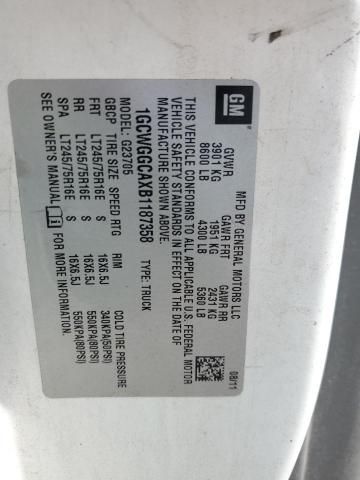 GM
MFD BY GENERAL MOTORS LLC
GVWR GAWR FRT GAWR RR
3901 KG 1951 KG 2431 KG
8600 LB 4300 LB 5360 LB
08/11
THIS VEHICLE CONFORMS TO ALL APPLICABLE U.S. FEDERAL MOTOR
VEHICLE SAFETY STANDARDS IN EFFECT ON THE DATE OF
MANUFACTURE SHOWN ABOVE.
1GCWGGCAXB1187358 TYPE: TRUCK
G23705
GBCP TIRE SIZE SPEED RTG RIM COLD TIRE PRESSURE
FRT LT245/75R16E S 16X6.5J 340KPA(50PSI)
RR LT245/75R16E S 16X6.5J 550KPA(80PSI)
SPA LT245/75R16E S 16X6.5J 550KPA(80PSI)
SEE OWNER'S MANUAL FOR MORE INFORMATION.